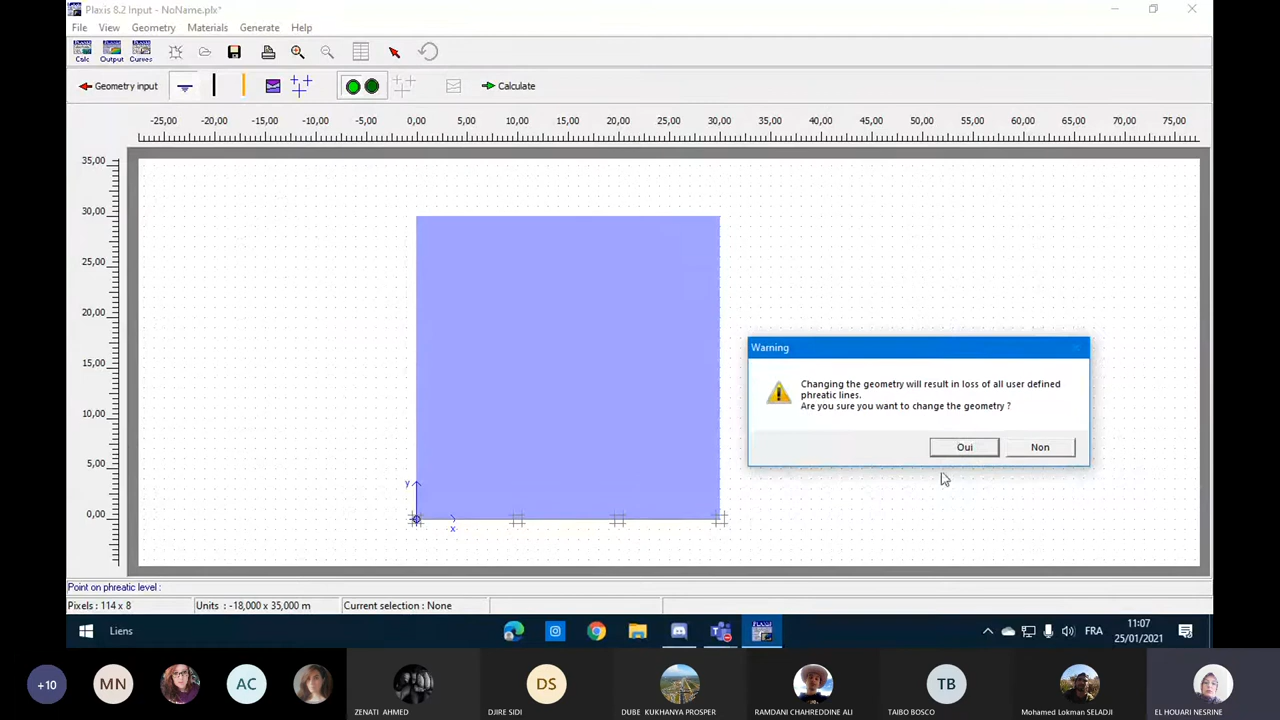 Plaxis 8.2 Input - NoName.plx*
File View Geometry Materials Generate Help
Calc Output Curves
Geometry input
Calculate
-25,00 -20,00 -15,00 -10,00 -5,00 0,00 5,00 10,00 15,00 20,00 25,00 30,00 35,00 40,00 45,00 50,00 55,00 60,00 65,00 70,00 75,00
35,00
30,00
25,00
20,00
15,00
10,00
5,00
0,00
y
x
Warning
Changing the geometry will result in loss of all user defined
phreatic lines.
Are you sure you want to change the geometry ?
Oui Non
Point on phreatic level :
Pixels : 114 x 8 Units : -18,000 x 35,000 m Current selection : None
Liens
FRA
11:07
25/01/2021
+10 MN AC DS TB
ZENATI AHMED DJIRE SIDI DUBE KUKHANYA PROSPER RAMDANI CHAHREDDINE ALI TAIBO BOSCO Mohamed Lokman SELADJI EL HOUARI NESRINE